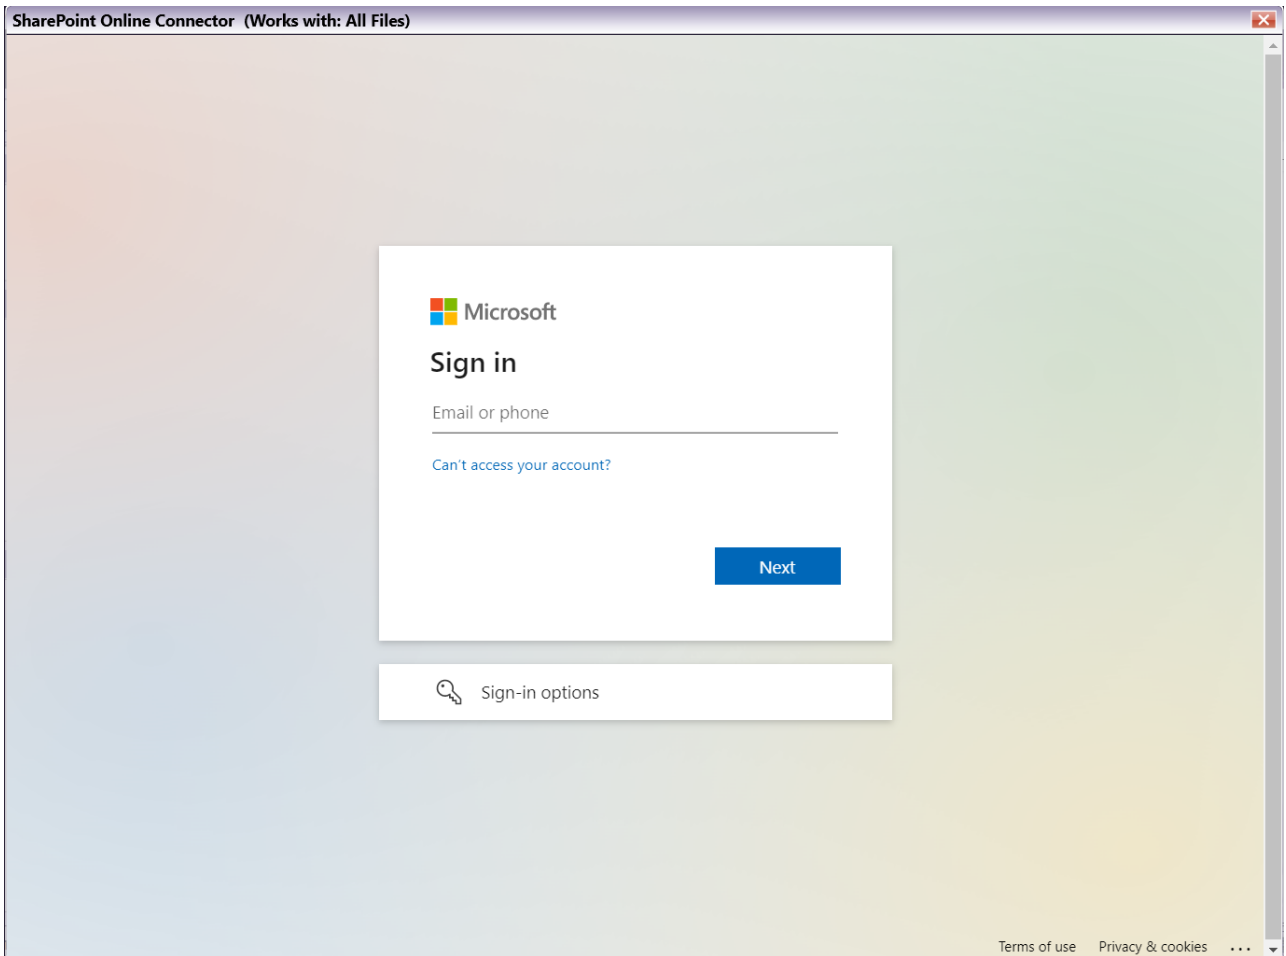 SharePoint Online Connector  (Works with: All Files)
Microsoft
Sign in
Email or phone
Can't access your account?
Next
Sign-in options
Terms of use Privacy & cookies ...